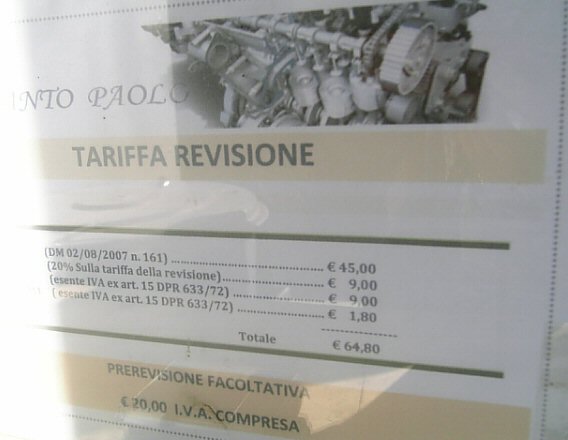 PAOLO
TARIFFA REVISIONE
(DM 02/08/2007 n. 161) .......................................... € 45,00
(20% Sulla tariffa della revisione)............................ € 9,00
(esente IVA ex art. 15 DPR 633/72) ........................ € 9,00
( esente IVA ex art. 15 DPR 633/72) ........................ € 1,80
Totale € 64,80
PREREVISIONE FACOLTATIVA
€ 20,00 I.V.A. COMPRESA